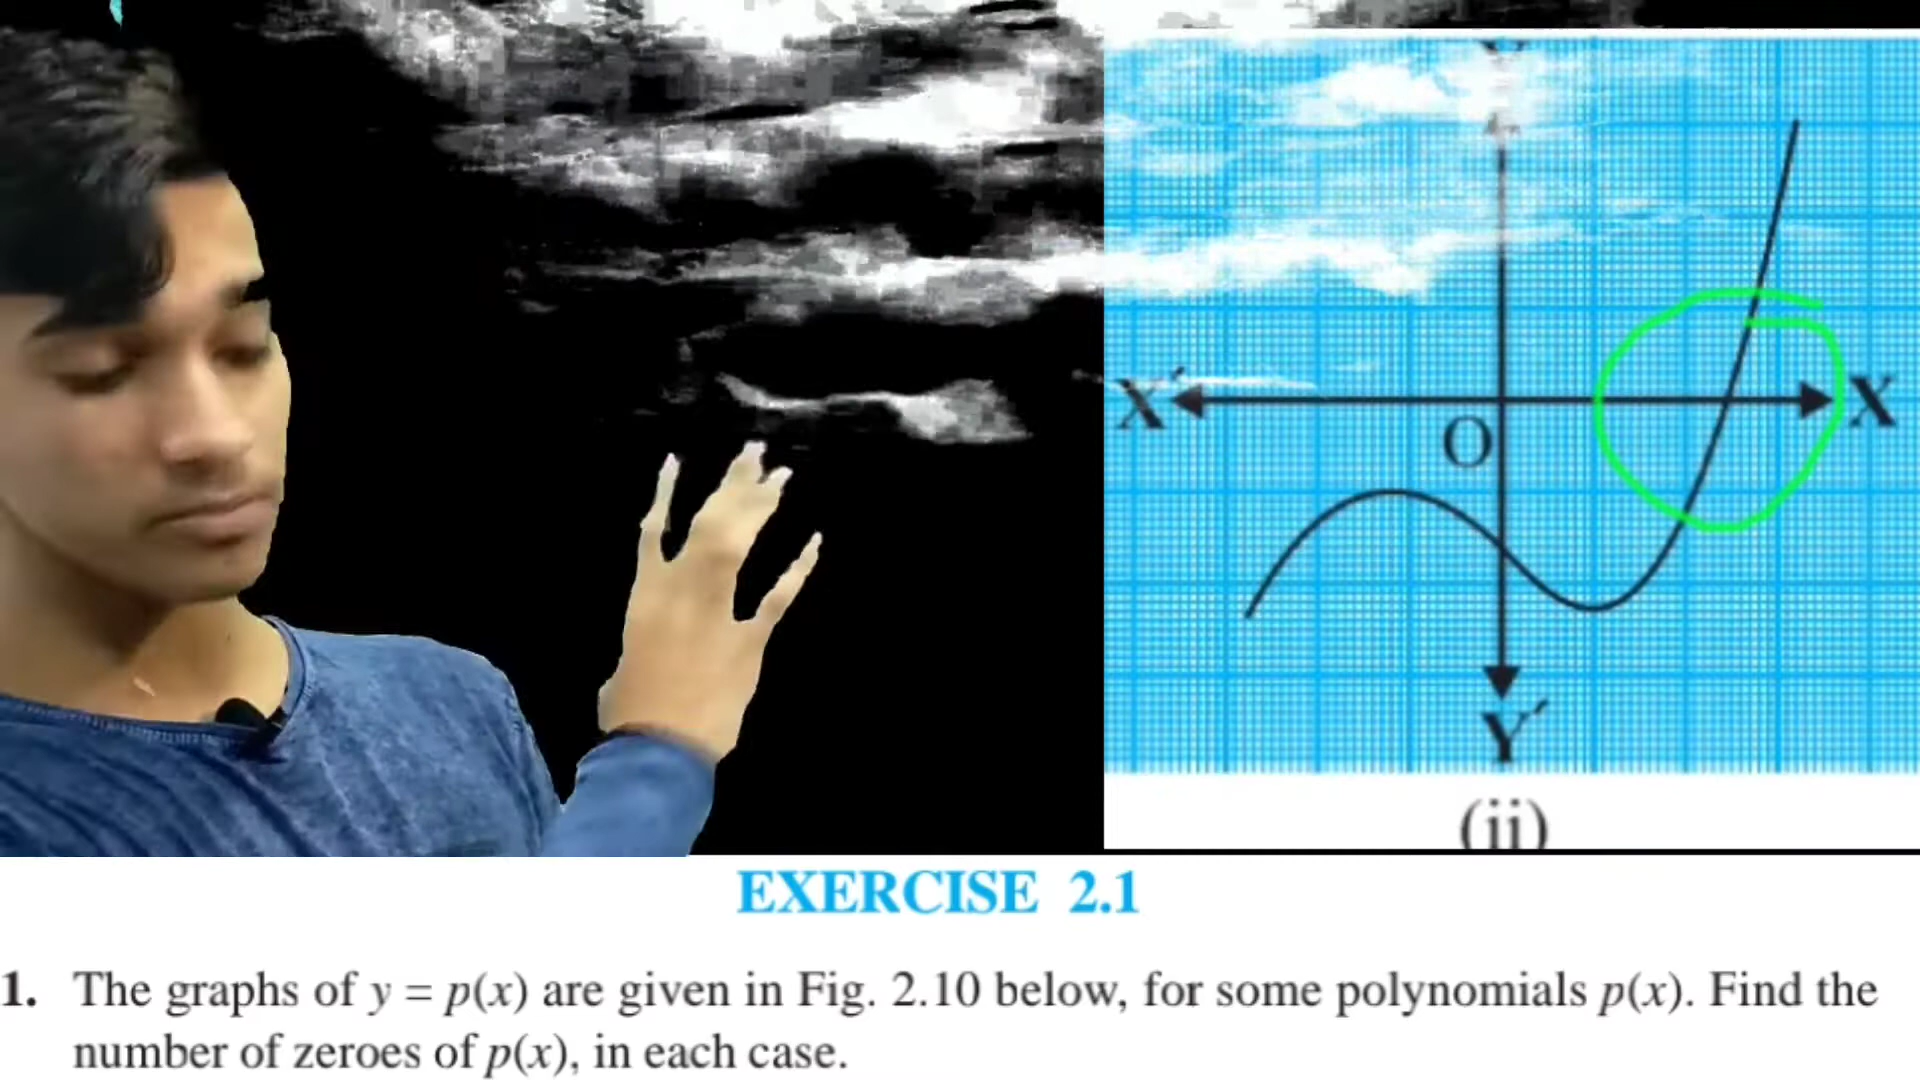 X′
X
O
Y′
(ii)
EXERCISE 2.1
1. The graphs of y = p(x) are given in Fig. 2.10 below, for some polynomials p(x). Find the
number of zeroes of p(x), in each case.